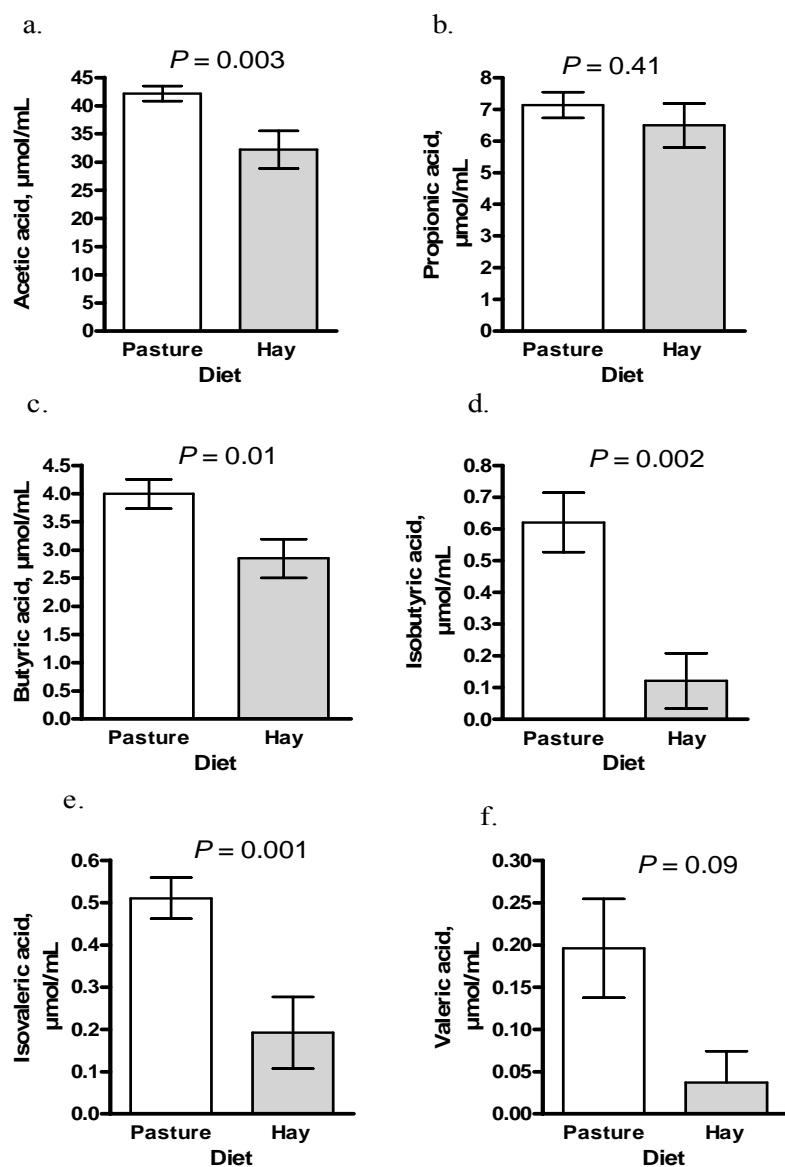 a.
P = 0.003
Acetic acid, µmol/mL
45
40
35
30
25
20
15
10
5
0
Pasture Hay
Diet
b.
P = 0.41
Propionic acid,
µmol/mL
8
7
6
5
4
3
2
1
0
Pasture Hay
Diet
c.
P = 0.01
Butyric acid, µmol/mL
4.5
4.0
3.5
3.0
2.5
2.0
1.5
1.0
0.5
0.0
Pasture Hay
Diet
d.
P = 0.002
Isobutyric acid,
µmol/mL
0.8
0.7
0.6
0.5
0.4
0.3
0.2
0.1
0.0
Pasture Hay
Diet
e.
P = 0.001
Isovaleric acid,
µmol/mL
0.6
0.5
0.4
0.3
0.2
0.1
0.0
Pasture Hay
Diet
f.
P = 0.09
Valeric acid,
µmol/mL
0.30
0.25
0.20
0.15
0.10
0.05
0.00
Pasture Hay
Diet